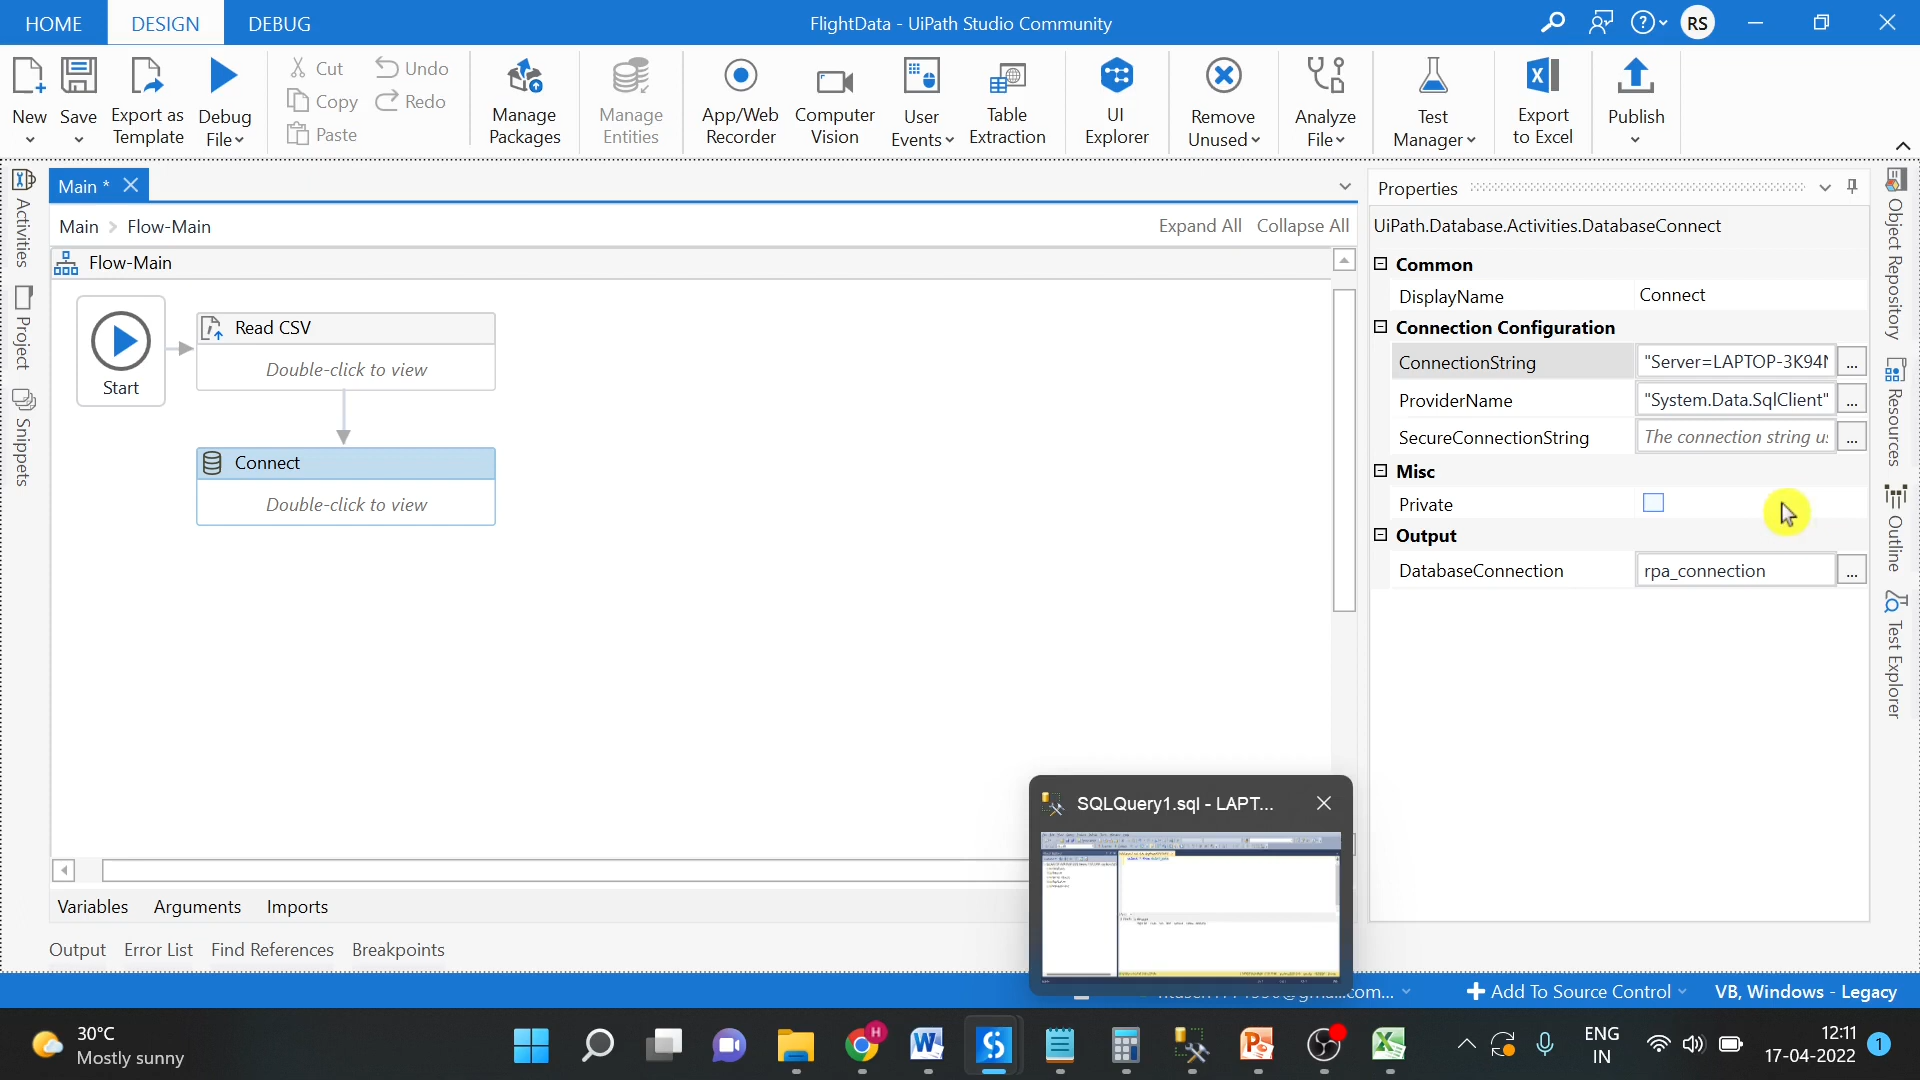 HOME DESIGN DEBUG
FlightData - UiPath Studio Community
RS
New
Save
Export as Template
Debug File
Cut
Copy
Paste
Undo
Redo
Manage Packages
Manage Entities
App/Web Recorder
Computer Vision
User Events
Table Extraction
UI Explorer
Remove Unused
Analyze File
Test Manager
Export to Excel
Publish
Activities
Project
Snippets
Main *
Main > Flow-Main
Expand All Collapse All
Flow-Main
Start
Read CSV
Double-click to view
Connect
Double-click to view
Variables Arguments Imports
Output Error List Find References Breakpoints
Properties
UiPath.Database.Activities.DatabaseConnect
Common
DisplayName Connect
Connection Configuration
ConnectionString "Server=LAPTOP-3K94N ...
ProviderName "System.Data.SqlClient" ...
SecureConnectionString The connection string us ...
Misc
Private
Output
DatabaseConnection rpa_connection ...
Object Repository
Resources
Outline
Test Explorer
SQLQuery1.sql - LAPT...
Add To Source Control
VB, Windows - Legacy
30°C
Mostly sunny
H
ENG
IN
12:11
17-04-2022
1